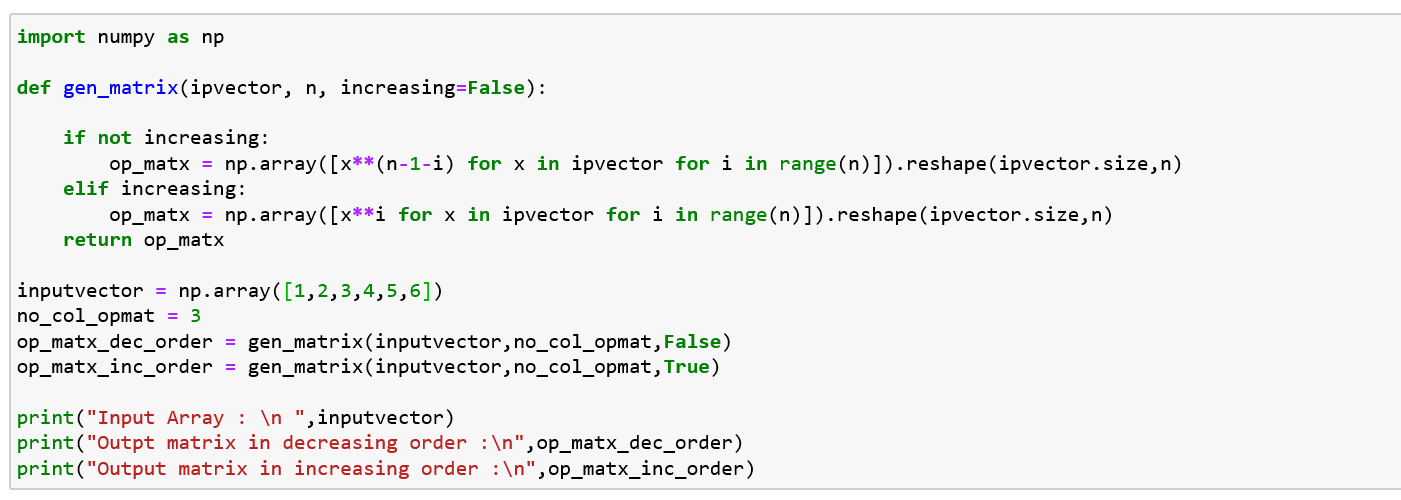 import numpy as np
def gen_matrix(ipvector, n, increasing=False):
    if not increasing:
        op_matx = np.array([x**(n-1-i) for x in ipvector for i in range(n)]).reshape(ipvector.size,n)
    elif increasing:
        op_matx = np.array([x**i for x in ipvector for i in range(n)]).reshape(ipvector.size,n)
    return op_matx
inputvector = np.array([1,2,3,4,5,6])
no_col_opmat = 3
op_matx_dec_order = gen_matrix(inputvector,no_col_opmat,False)
op_matx_inc_order = gen_matrix(inputvector,no_col_opmat,True)
print("Input Array : \n ",inputvector)
print("Outpt matrix in decreasing order :\n",op_matx_dec_order)
print("Output matrix in increasing order :\n",op_matx_inc_order)